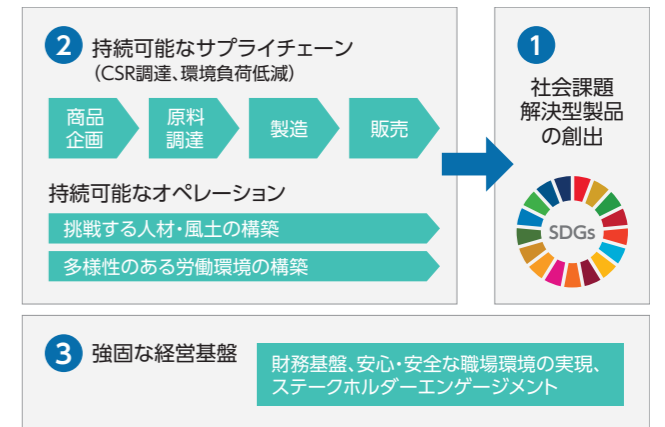 2 持続可能なサプライチェーン
（CSR調達、環境負荷低減）
商品
企画
原料
調達
製造
販売
持続可能なオペレーション
挑戦する人材・風土の構築
多様性のある労働環境の構築
1
社会課題
解決型製品
の創出
SDGs
3 強固な経営基盤
財務基盤、安心・安全な職場環境の実現、
ステークホルダーエンゲージメント